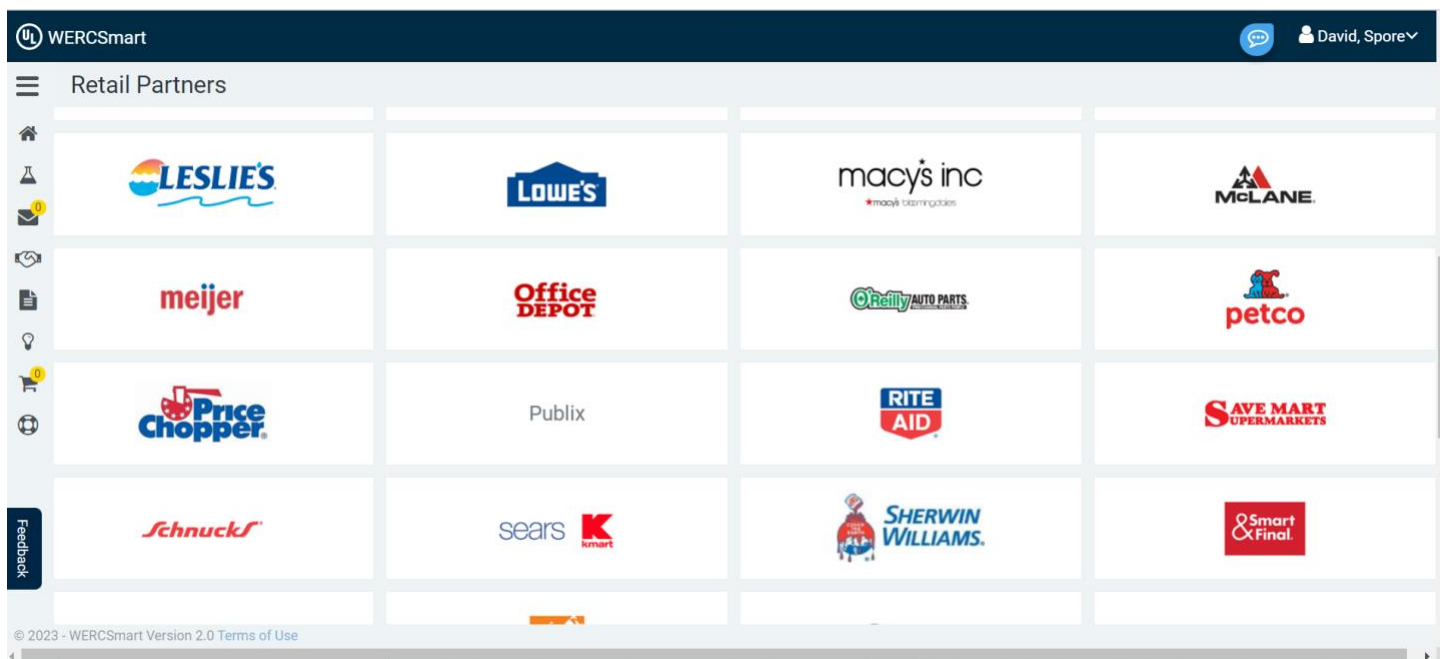 UL WERCSmart
David, Spore
Retail Partners
LESLIE'S
LOWE'S
macy's inc
macy's bloomingdales
McLANE
0
meijer
Office
DEPOT
O'Reilly AUTO PARTS
petco
0
Price
Chopper
Publix
RITE
AID
SAVE MART
SUPERMARKETS
Schnucks
sears
kmart
SHERWIN
WILLIAMS.
Smart
& Final.
Feedback
© 2023 - WERCSmart Version 2.0 Terms of Use